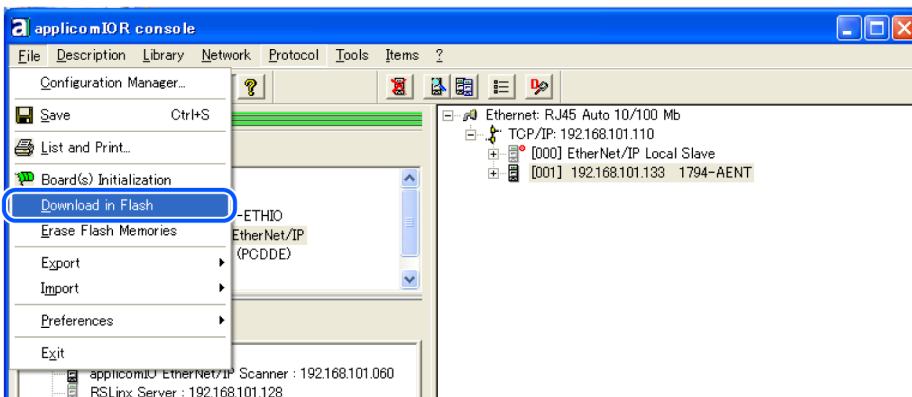 applicomIOR console
File Description Library Network Protocol Tools Items ?
Configuration Manager...
Save Ctrl+S
List and Print...
Board(s) Initialization
Download in Flash
Erase Flash Memories
Export
Import
Preferences
Exit
-ETHIO
EtherNet/IP
(PCDDE)
applicomIO EtherNet/IP Scanner : 192.168.101.060
RSLinx Server : 192.168.101.128
Ethernet: RJ45 Auto 10/100 Mb
TCP/IP: 192.168.101.110
[000] EtherNet/IP Local Slave
[001] 192.168.101.133 1794-AENT